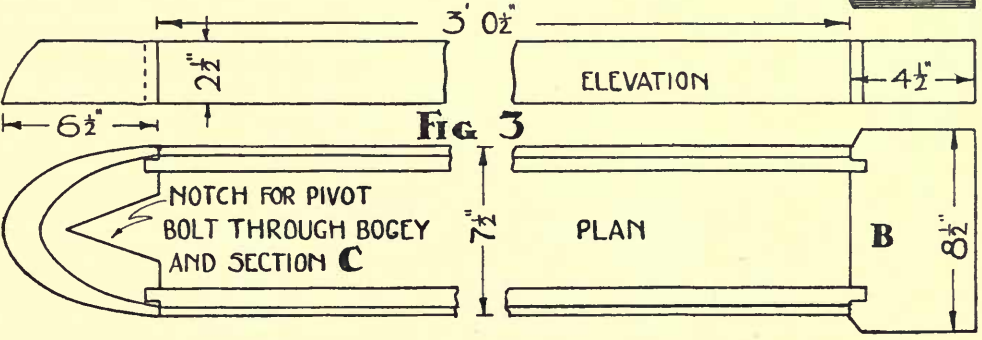 3' 0½"
2½"
ELEVATION
4½"
6½"
FIG 3
NOTCH FOR PIVOT
BOLT THROUGH BOGEY
AND SECTION C
7½"
PLAN
B
8½"